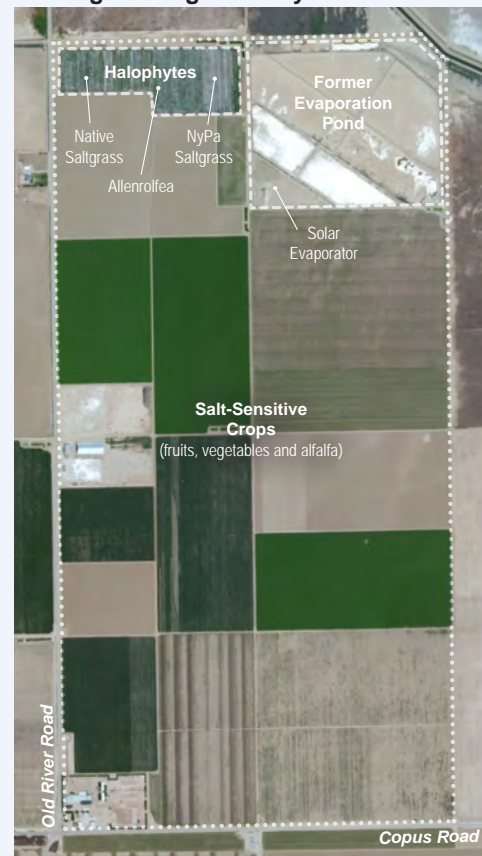 Halophytes
Former
Evaporation
Pond
Native
Saltgrass
NyPa
Saltgrass
Allenrolfea
Solar
Evaporator
Salt-Sensitive
Crops
(fruits, vegetables and alfalfa)
Old River Road
Copus Road